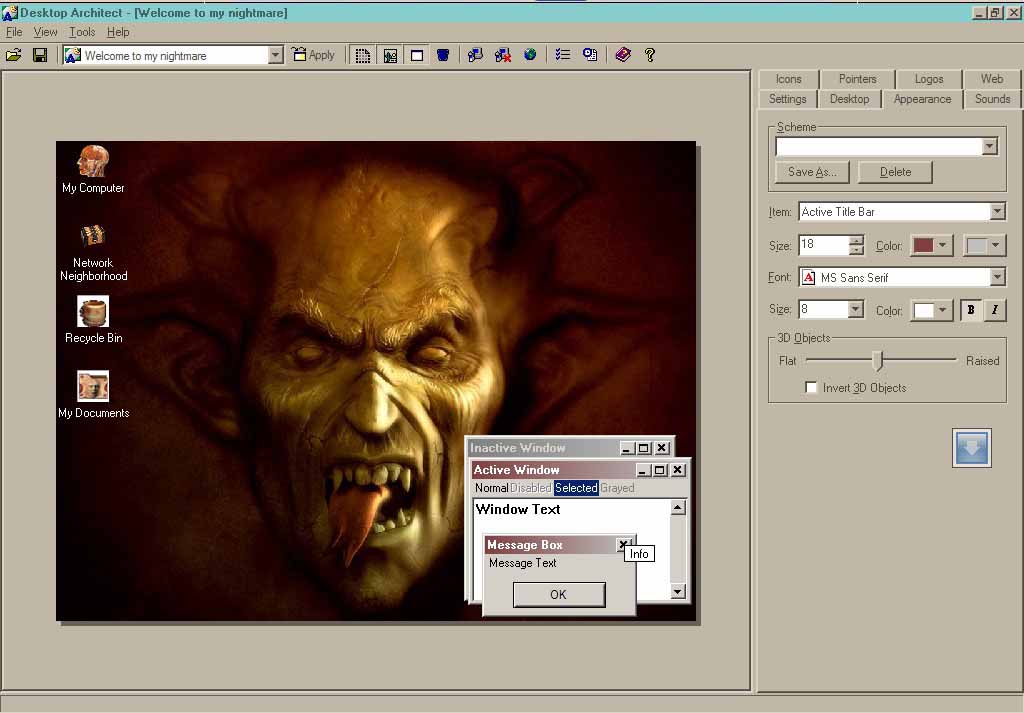 Desktop Architect - [Welcome to my nightmare]
File View Tools Help
Welcome to my nightmare Apply
Icons Pointers Logos Web
Settings Desktop Appearance Sounds
Scheme
Save As... Delete
Item: Active Title Bar
Size: 18 Color:
Font: MS Sans Serif
Size: 8 Color: B I
3D Objects
Flat Raised
Invert 3D Objects
My Computer
Network
Neighborhood
Recycle Bin
My Documents
Inactive Window
Active Window
Normal Disabled Selected Grayed
Window Text
Message Box
Info
Message Text
OK